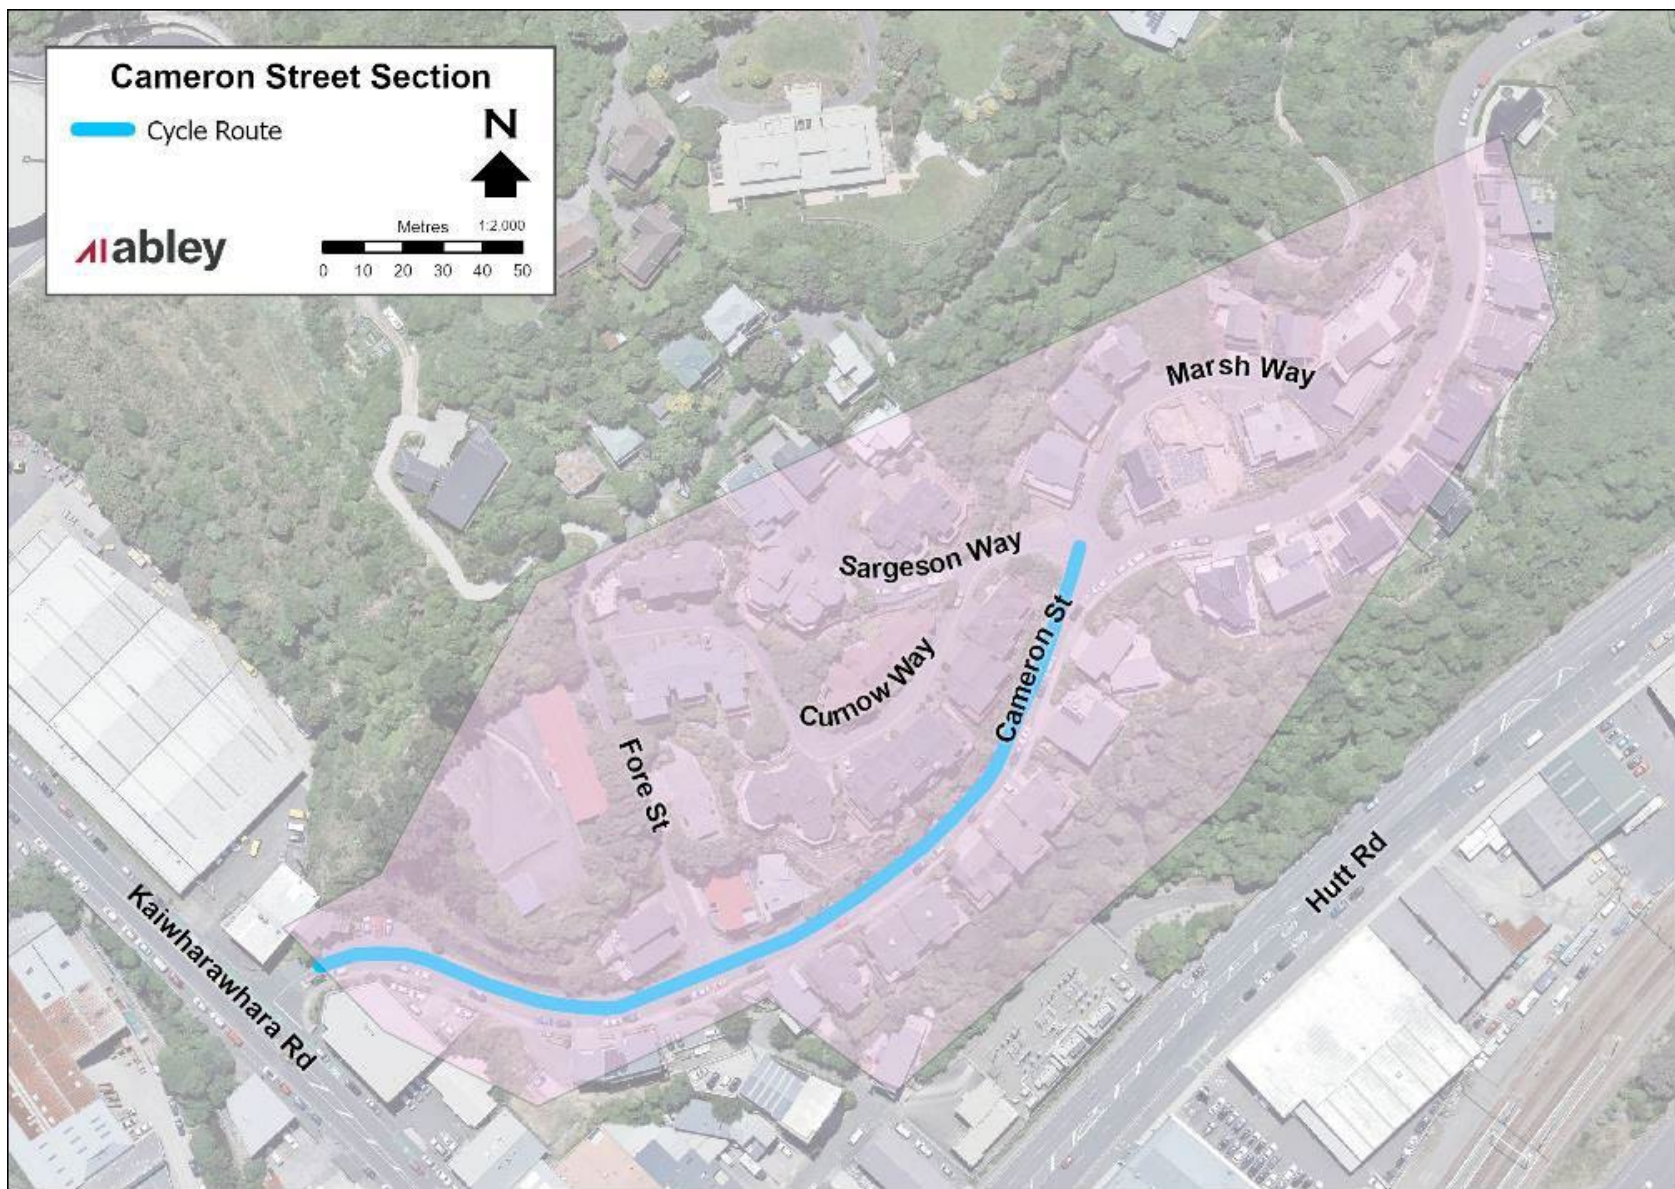 Cameron Street Section
Cycle Route
N
abley
Metres 1:2,000
0 10 20 30 40 50
Marsh Way
Sargeson Way
Cameron St
Curnow Way
Fore St
Hutt Rd
Kaiwharawhara Rd